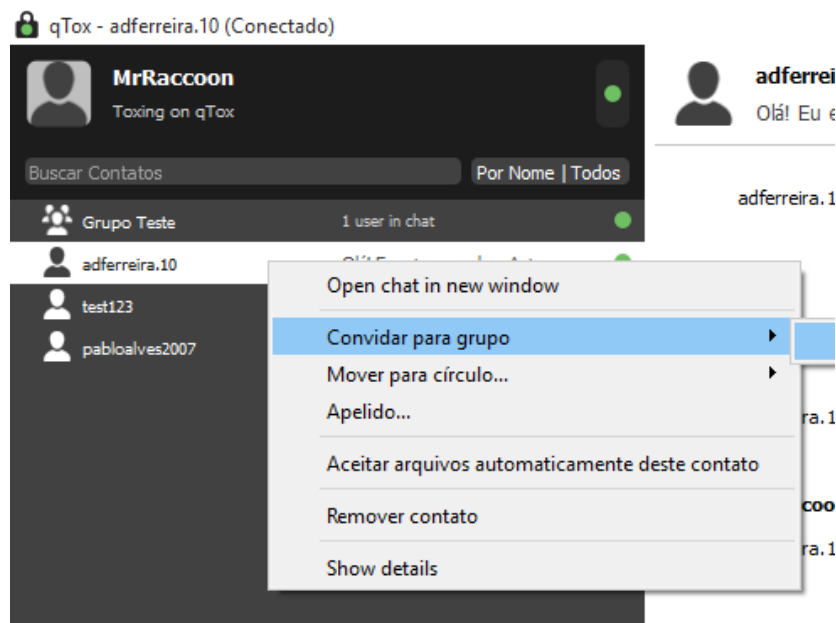 qTox - adferreira.10 (Conectado)
MrRaccoon
Toxing on qTox
adferrei
Olá! Eu e
Buscar Contatos
Por Nome | Todos
adferreira.1
Grupo Teste
1 user in chat
adferreira.10
test123
pabloalves2007
Open chat in new window
Convidar para grupo
Mover para círculo...
Apelido...
ra.1
Aceitar arquivos automaticamente deste contato
Remover contato
coo
ra.1
Show details